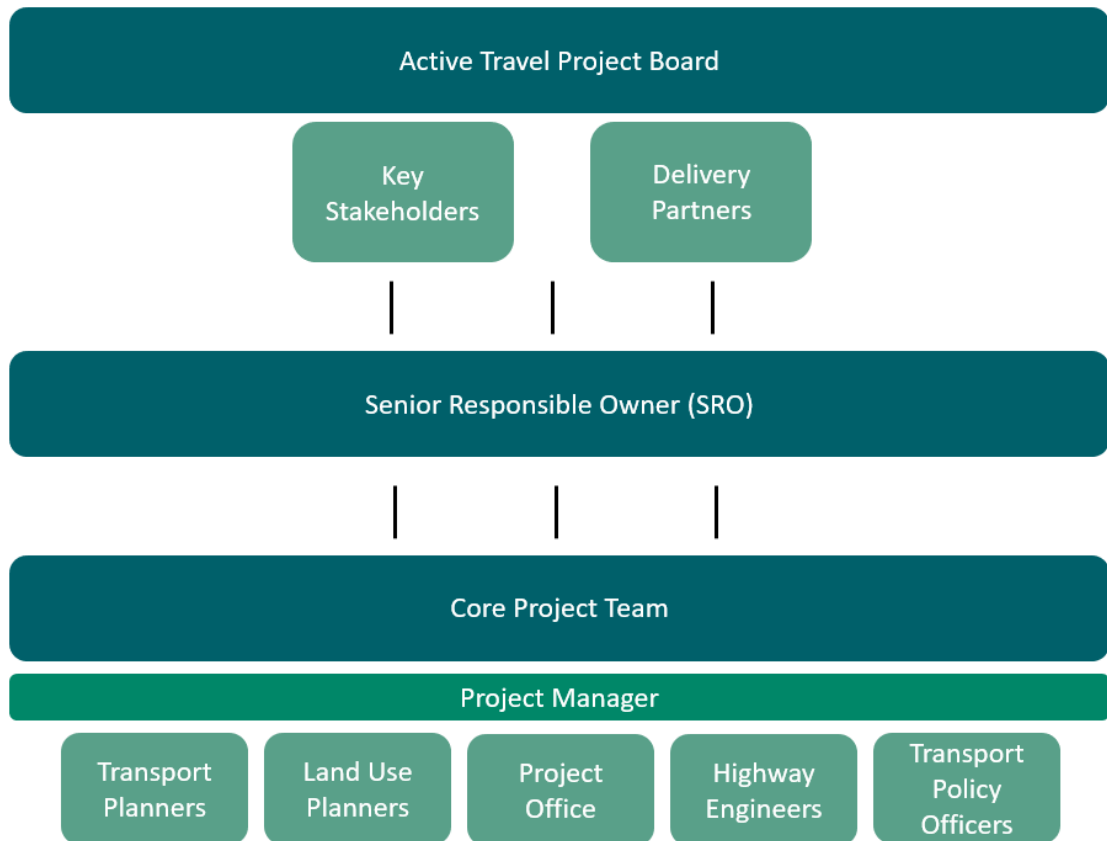 Active Travel Project Board
Key
Stakeholders
Delivery
Partners
Senior Responsible Owner (SRO)
Core Project Team
Project Manager
Transport
Planners
Land Use
Planners
Project
Office
Highway
Engineers
Transport
Policy
Officers